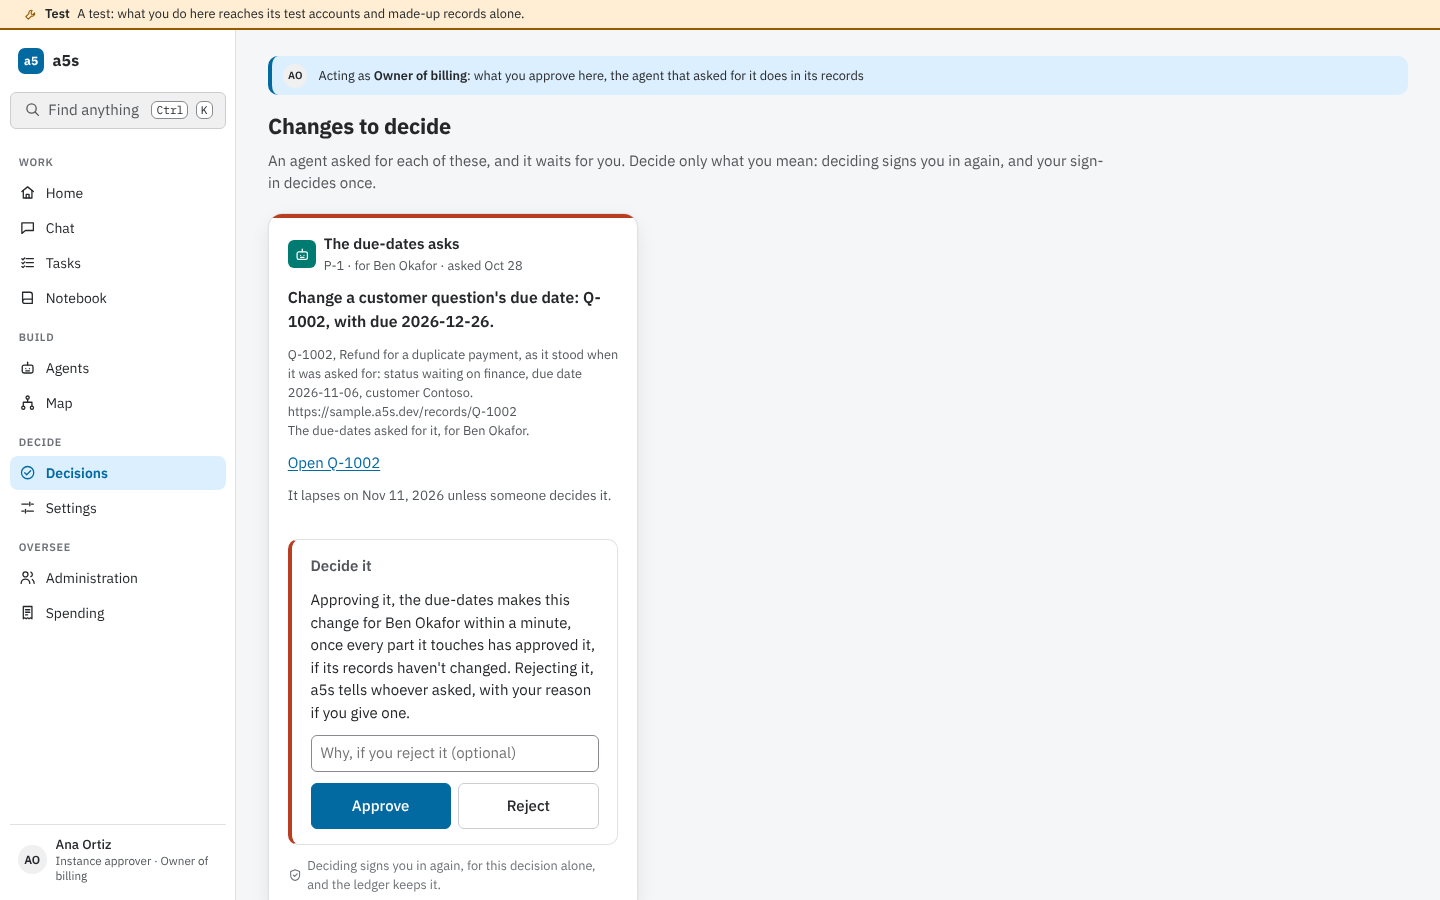 Test A test: what you do here reaches its test accounts and made-up records alone.
a5 a5s
Find anything Ctrl K
WORK
Home
Chat
Tasks
Notebook
BUILD
Agents
Map
DECIDE
Decisions
Settings
OVERSEE
Administration
Spending
AO Ana Ortiz
Instance approver · Owner of
billing
AO Acting as Owner of billing: what you approve here, the agent that asked for it does in its records
Changes to decide
An agent asked for each of these, and it waits for you. Decide only what you mean: deciding signs you in again, and your sign-
in decides once.
The due-dates asks
P-1 · for Ben Okafor · asked Oct 28
Change a customer question's due date: Q-
1002, with due 2026-12-26.
Q-1002, Refund for a duplicate payment, as it stood when
it was asked for: status waiting on finance, due date
2026-11-06, customer Contoso.
https://sample.a5s.dev/records/Q-1002
The due-dates asked for it, for Ben Okafor.
Open Q-1002
It lapses on Nov 11, 2026 unless someone decides it.
Decide it
Approving it, the due-dates makes this
change for Ben Okafor within a minute,
once every part it touches has approved it,
if its records haven't changed. Rejecting it,
a5s tells whoever asked, with your reason
if you give one.
Why, if you reject it (optional)
Approve Reject
Deciding signs you in again, for this decision alone,
and the ledger keeps it.